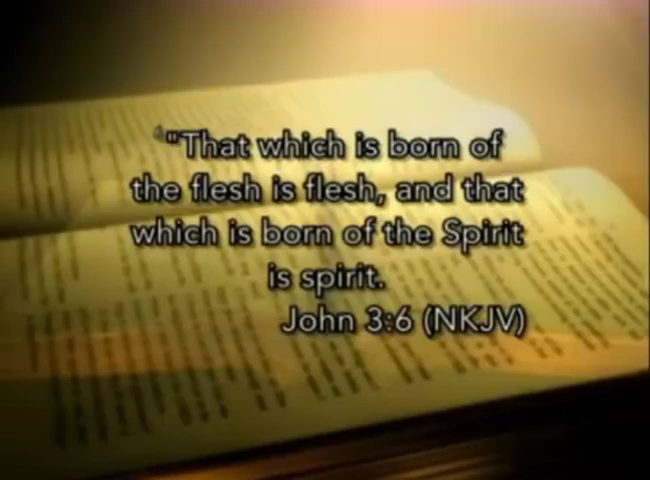 6 "That which is born of
the flesh is flesh, and that
which is born of the Spirit
is spirit.
John 3:6 (NKJV)